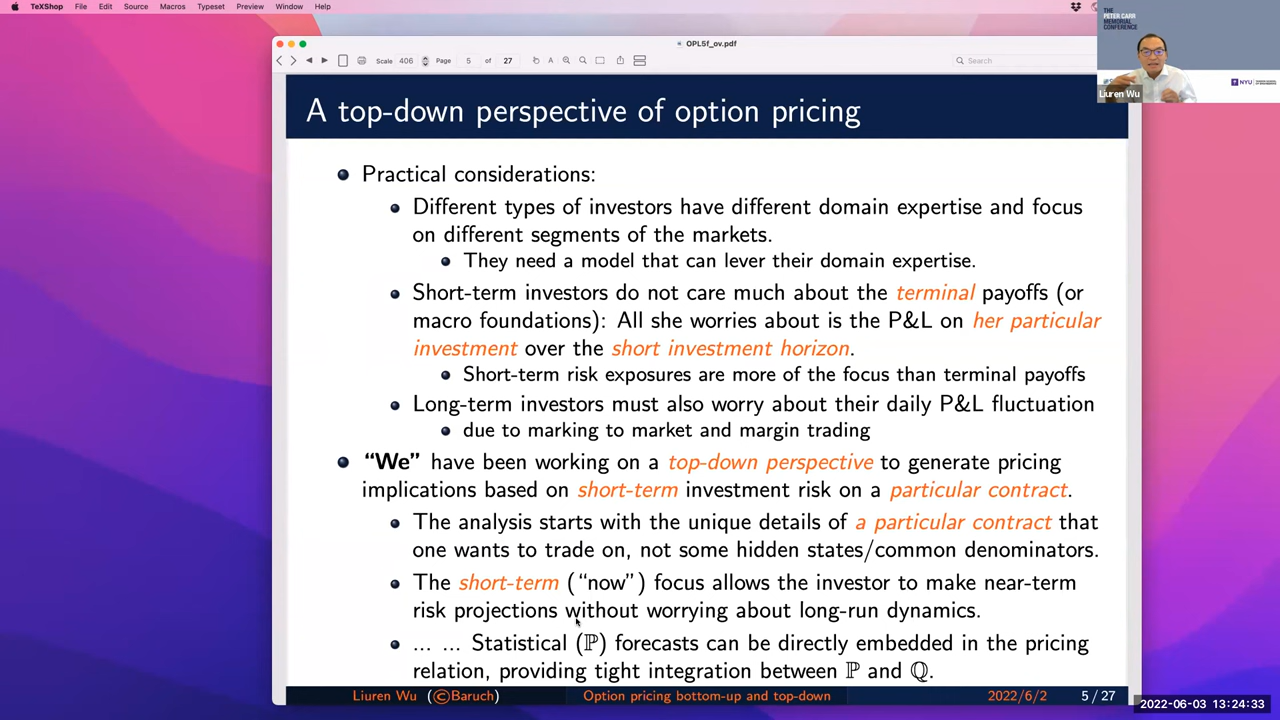 TeXShop File Edit Source Macros Typeset Preview Window Help
THE
PETER CARR
MEMORIAL
CONFERENCE
Liuren Wu
NYU
OPL5f_ov.pdf
Scale 406 Page 5 of 27 Search
A top-down perspective of option pricing
Practical considerations:
Different types of investors have different domain expertise and focus
on different segments of the markets.
They need a model that can lever their domain expertise.
Short-term investors do not care much about the terminal payoffs (or
macro foundations): All she worries about is the P&L on her particular
investment over the short investment horizon.
Short-term risk exposures are more of the focus than terminal payoffs
Long-term investors must also worry about their daily P&L fluctuation
due to marking to market and margin trading
“We” have been working on a top-down perspective to generate pricing
implications based on short-term investment risk on a particular contract.
The analysis starts with the unique details of a particular contract that
one wants to trade on, not some hidden states/common denominators.
The short-term (“now”) focus allows the investor to make near-term
risk projections without worrying about long-run dynamics.
... ... Statistical (ℙ) forecasts can be directly embedded in the pricing
relation, providing tight integration between ℙ and ℚ.
Liuren Wu (©Baruch) Option pricing bottom-up and top-down 2022/6/2 5 / 27
2022-06-03 13:24:33